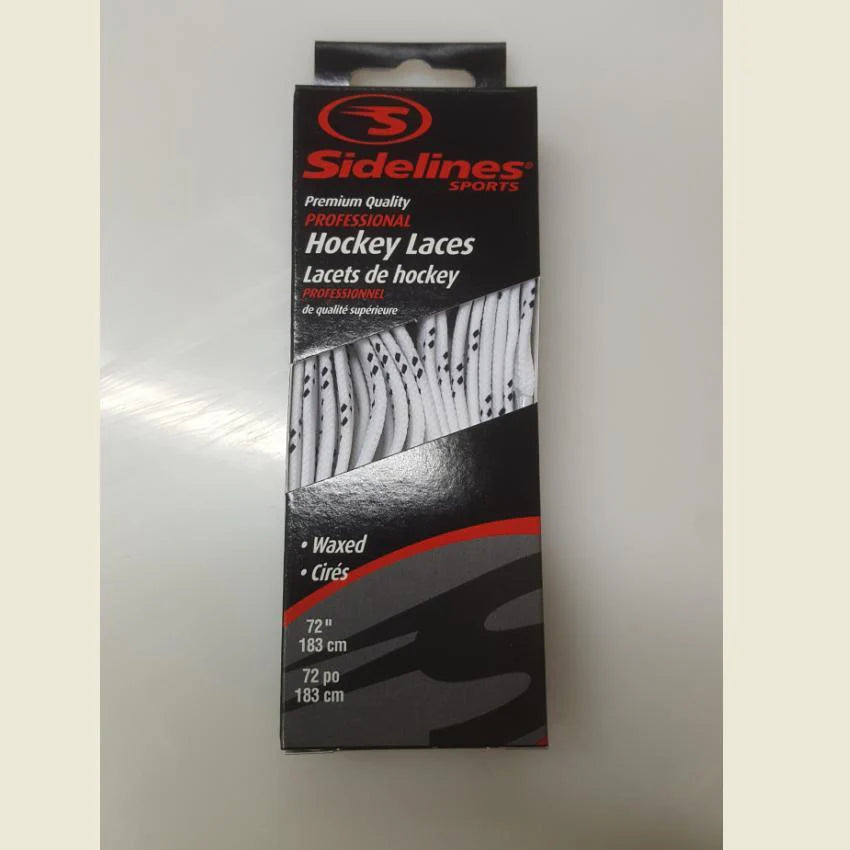 S
Sidelines®
SPORTS
Premium Quality
PROFESSIONAL
Hockey Laces
Lacets de hockey
PROFESSIONNEL
de qualité supérieure
• Waxed
• Cirés
72"
183 cm
72 po
183 cm